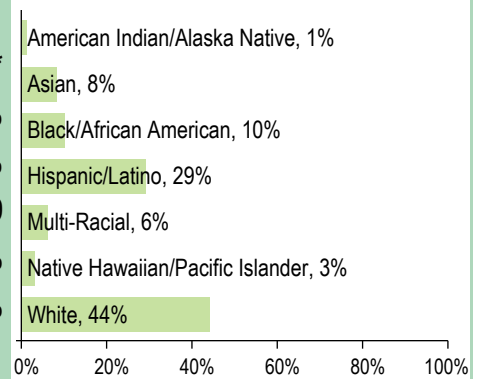 American Indian/Alaska Native, 1%
Asian, 8%
Black/African American, 10%
Hispanic/Latino, 29%
Multi-Racial, 6%
Native Hawaiian/Pacific Islander, 3%
White, 44%
0% 20% 40% 60% 80% 100%